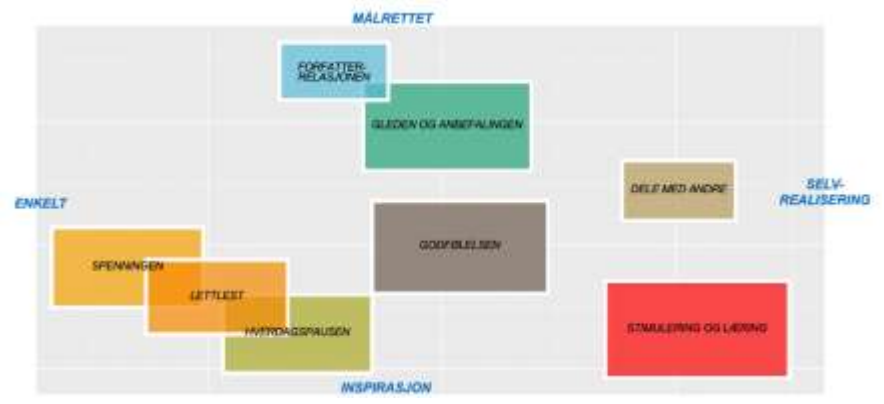 MÅLRETTET
FORFATTER-
RELASJONEN
GLEDEN OG ANBEFALINGEN
DELE MED ANDRE
SELV-
REALISERING
ENKELT
SPENNINGEN
GODFØLELSEN
LETTLEST
HVERDAGSPAUSEN
STIMULERING OG LÆRING
INSPIRASJON